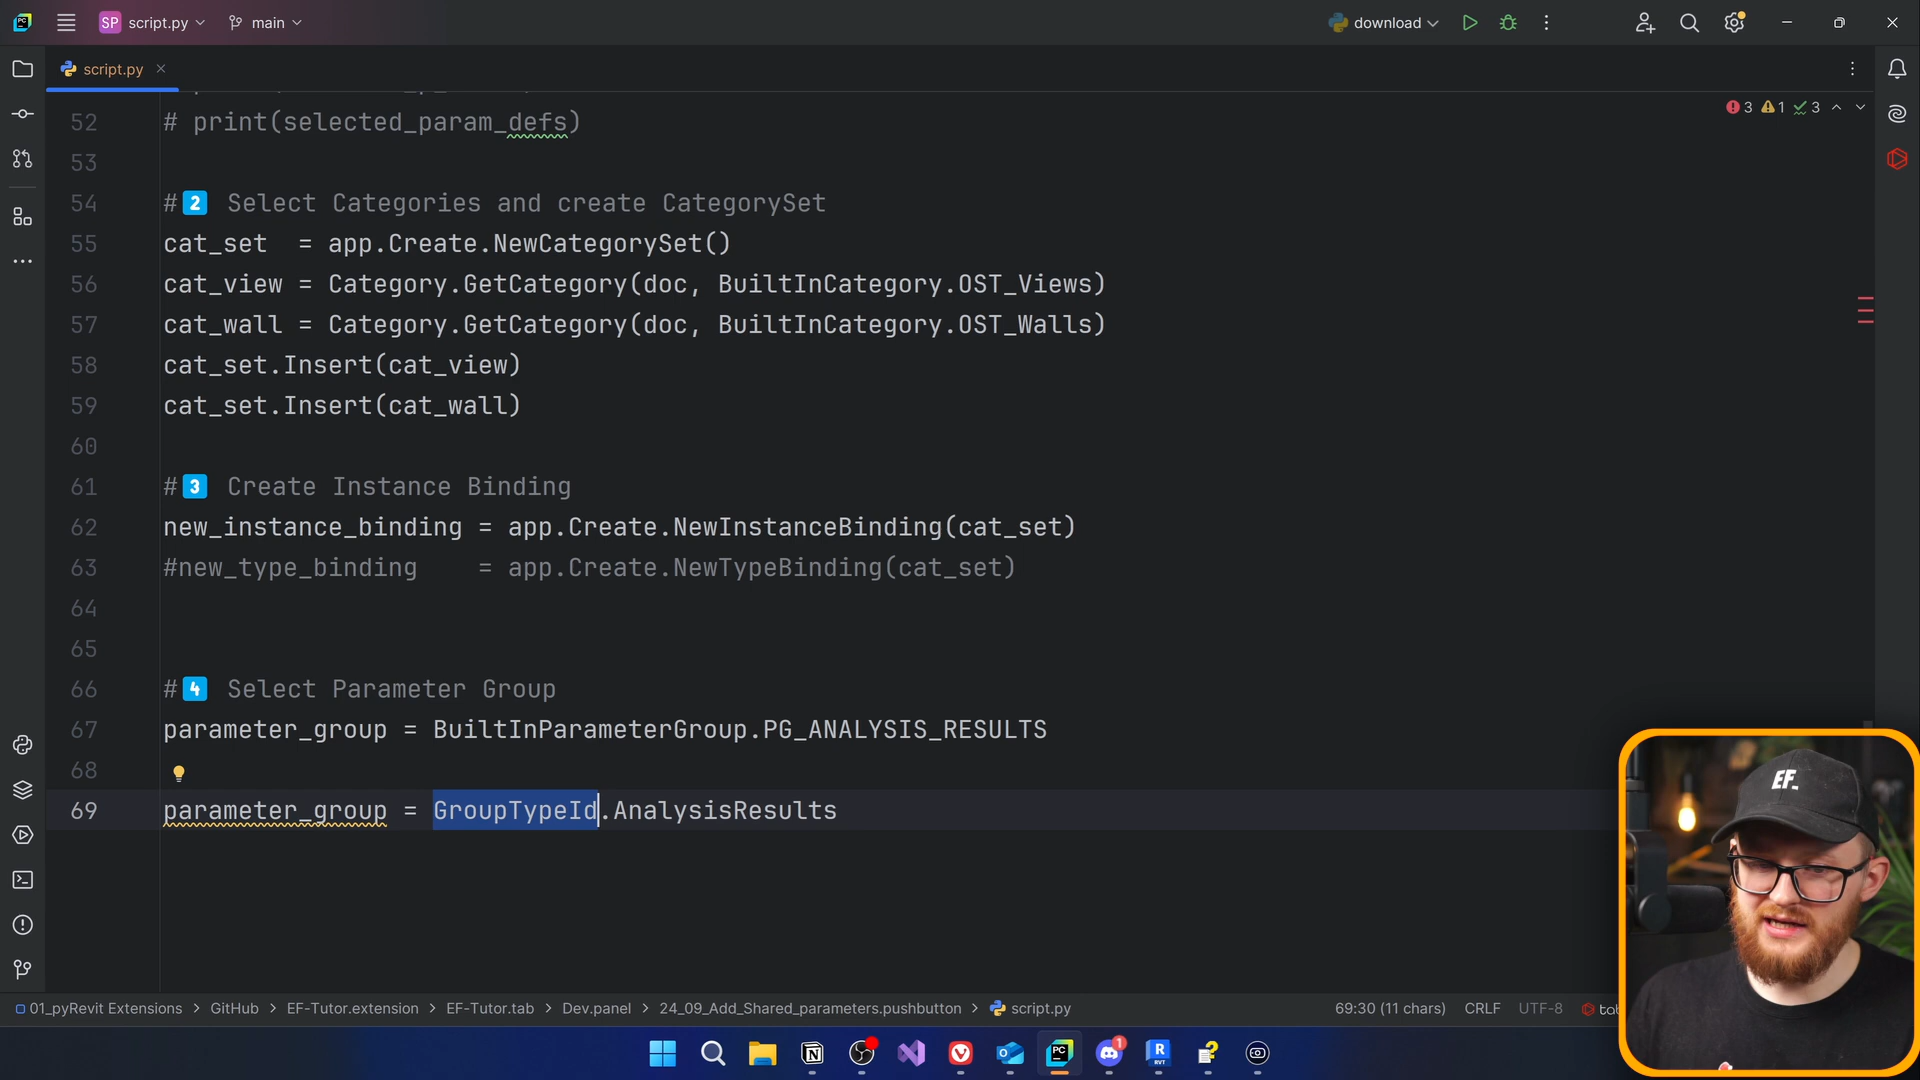 PC
SP script.py
main
download
script.py
3 1 3
52 # print(selected_param_defs)
53
54 #2 Select Categories and create CategorySet
55 cat_set  = app.Create.NewCategorySet()
56 cat_view = Category.GetCategory(doc, BuiltInCategory.OST_Views)
57 cat_wall = Category.GetCategory(doc, BuiltInCategory.OST_Walls)
58 cat_set.Insert(cat_view)
59 cat_set.Insert(cat_wall)
60
61 #3 Create Instance Binding
62 new_instance_binding = app.Create.NewInstanceBinding(cat_set)
63 #new_type_binding    = app.Create.NewTypeBinding(cat_set)
64
65
66 #4 Select Parameter Group
67 parameter_group = BuiltInParameterGroup.PG_ANALYSIS_RESULTS
68
69 parameter_group = GroupTypeId.AnalysisResults
EF.
01_pyRevit Extensions > GitHub > EF-Tutor.extension > EF-Tutor.tab > Dev.panel > 24_09_Add_Shared_parameters.pushbutton > script.py
69:30 (11 chars) CRLF UTF-8
PC
1
R
RVT